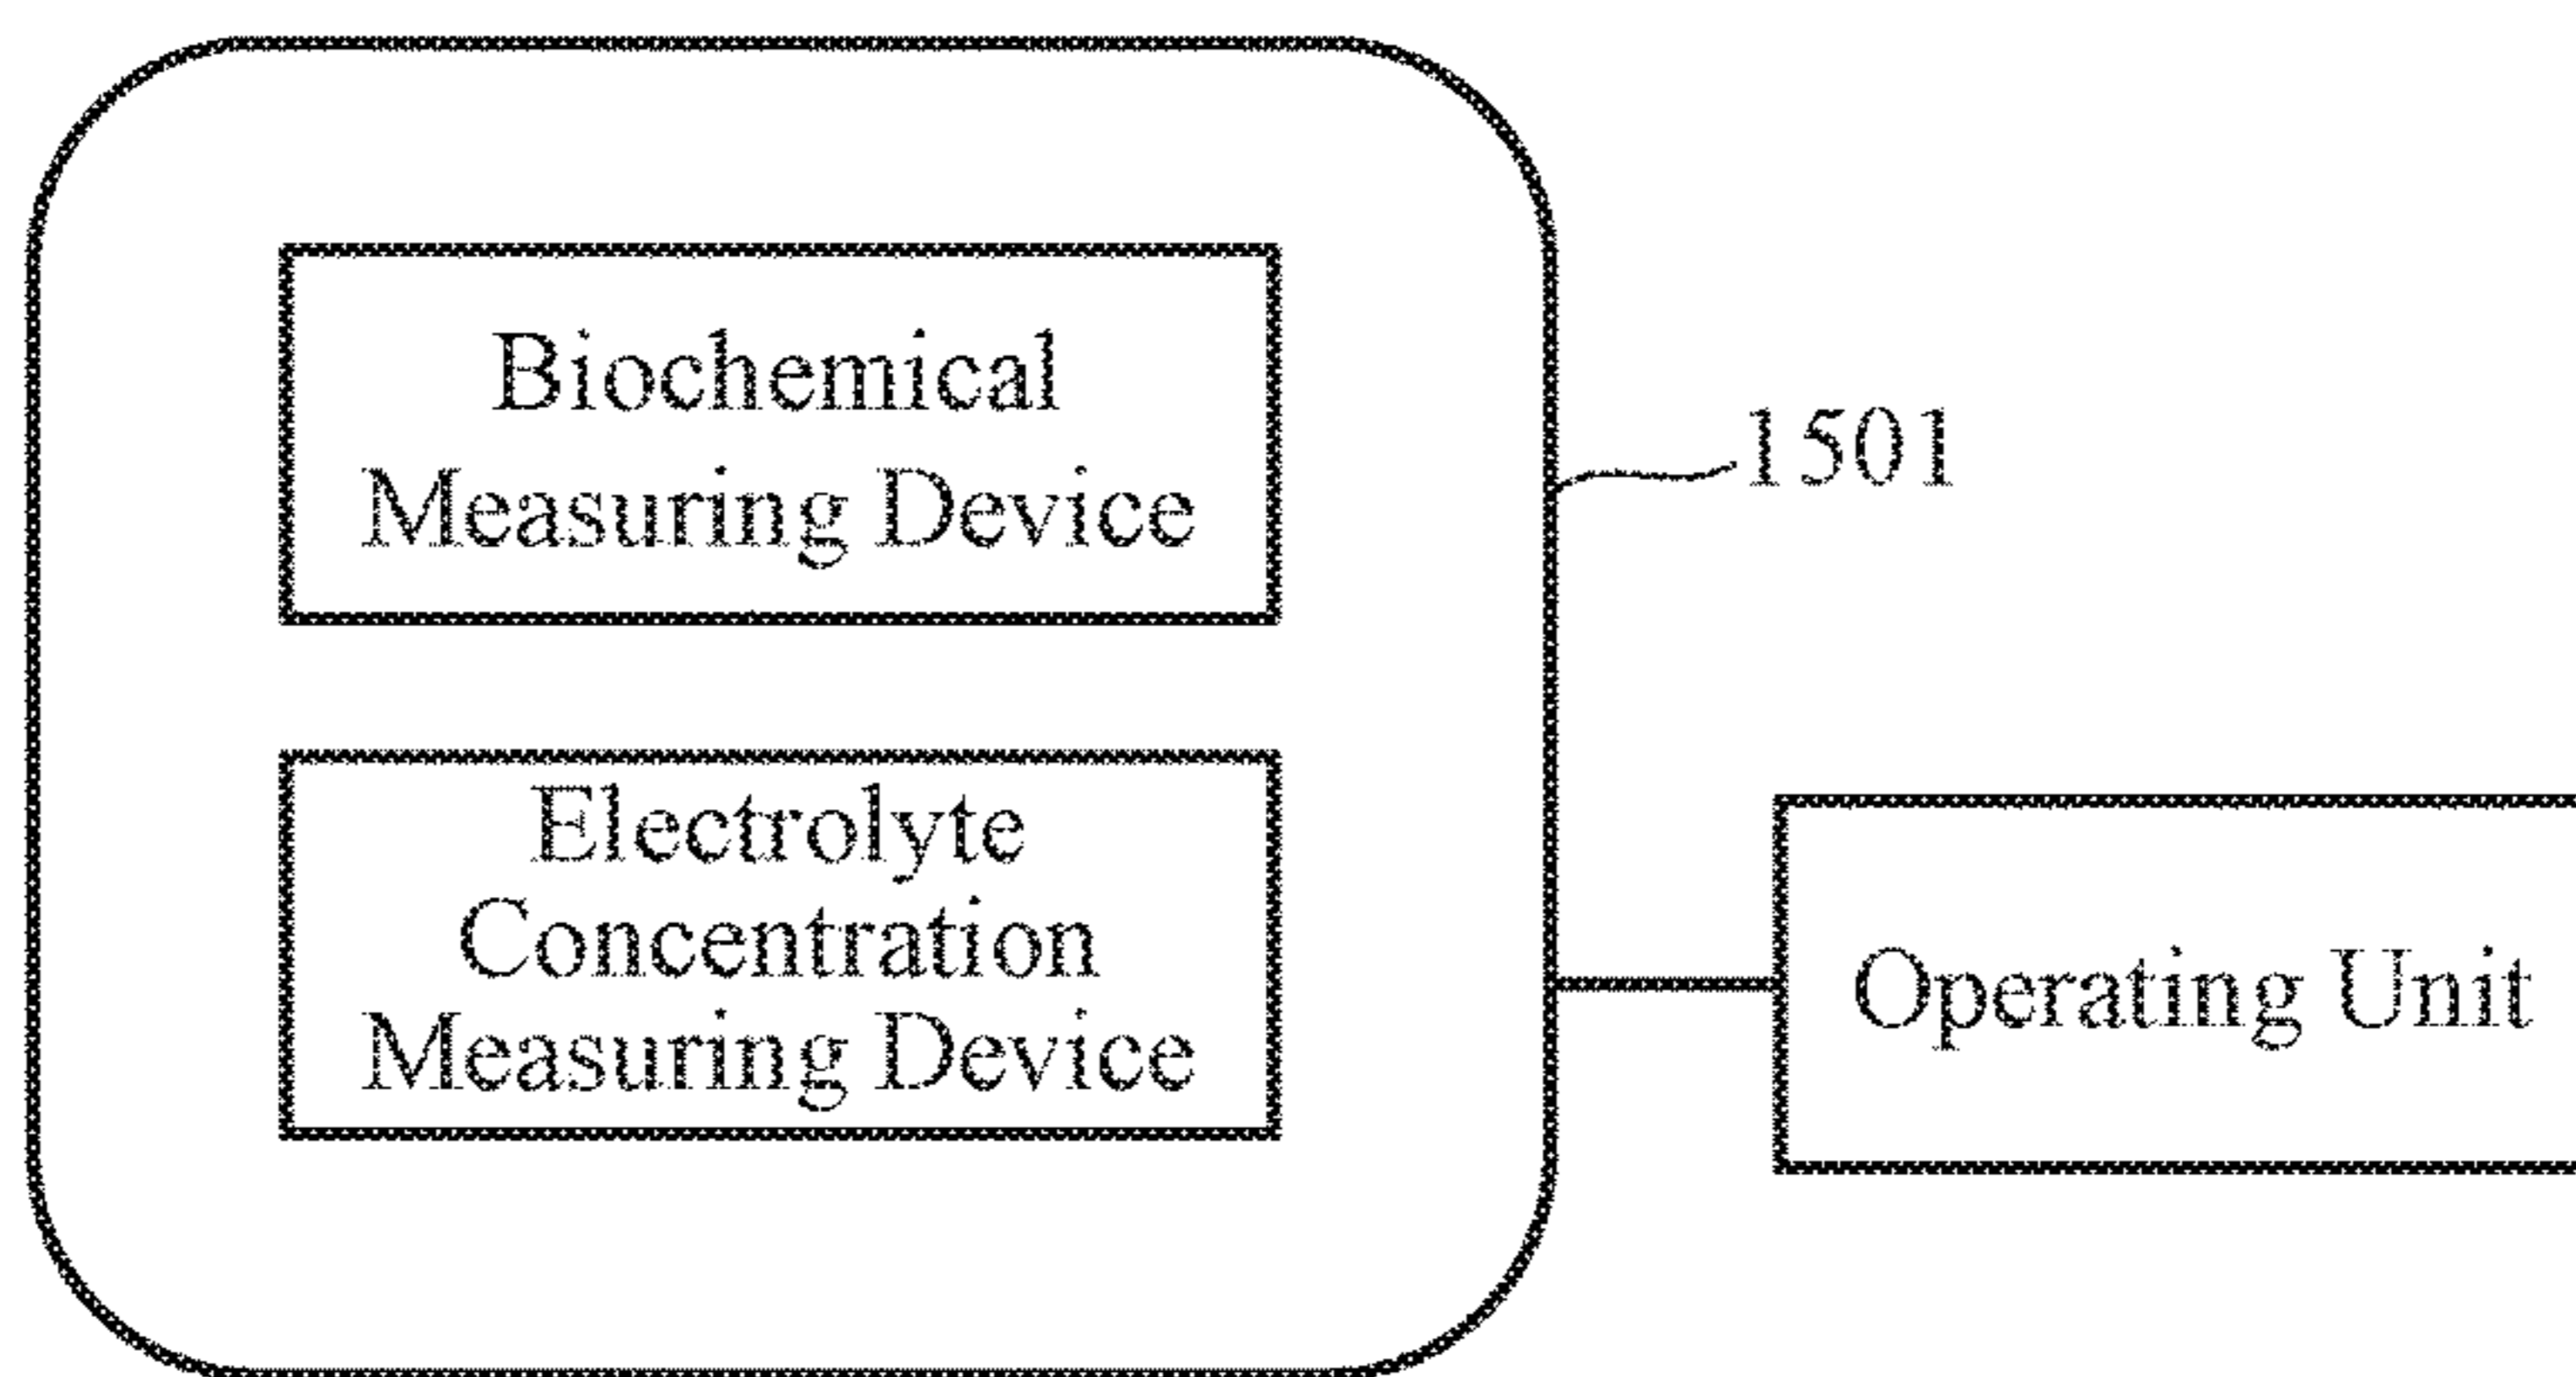 Biochemical
Measuring Device
1501
Electrolyte
Concentration
Measuring Device
Operating Unit